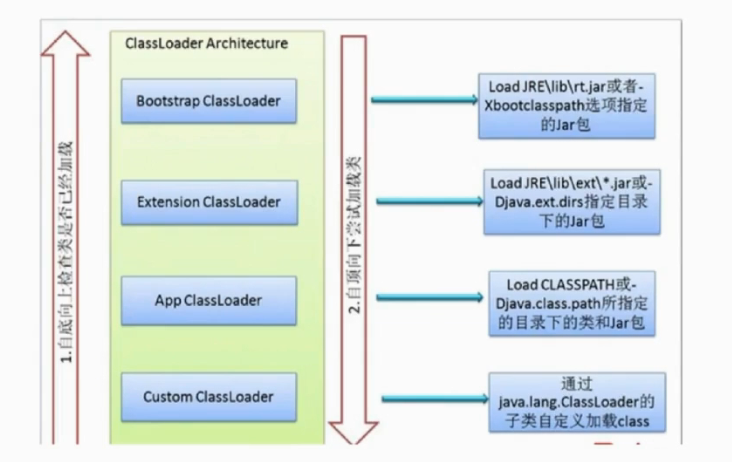 ClassLoader Architecture
Bootstrap ClassLoader
Load JRE\lib\rt.jar或者-
Xbootclasspath选项指定
的Jar包
Extension ClassLoader
Load JRE\lib\ext\*.jar或-
Djava.ext.dirs指定目录
下的Jar包
App ClassLoader
Load CLASSPATH或-
Djava.class.path所指定
的目录下的类和Jar包
Custom ClassLoader
通过
java.lang.ClassLoader的
子类自定义加载class
1.自底向上检查类是否已经加载
2.自顶向下尝试加载类